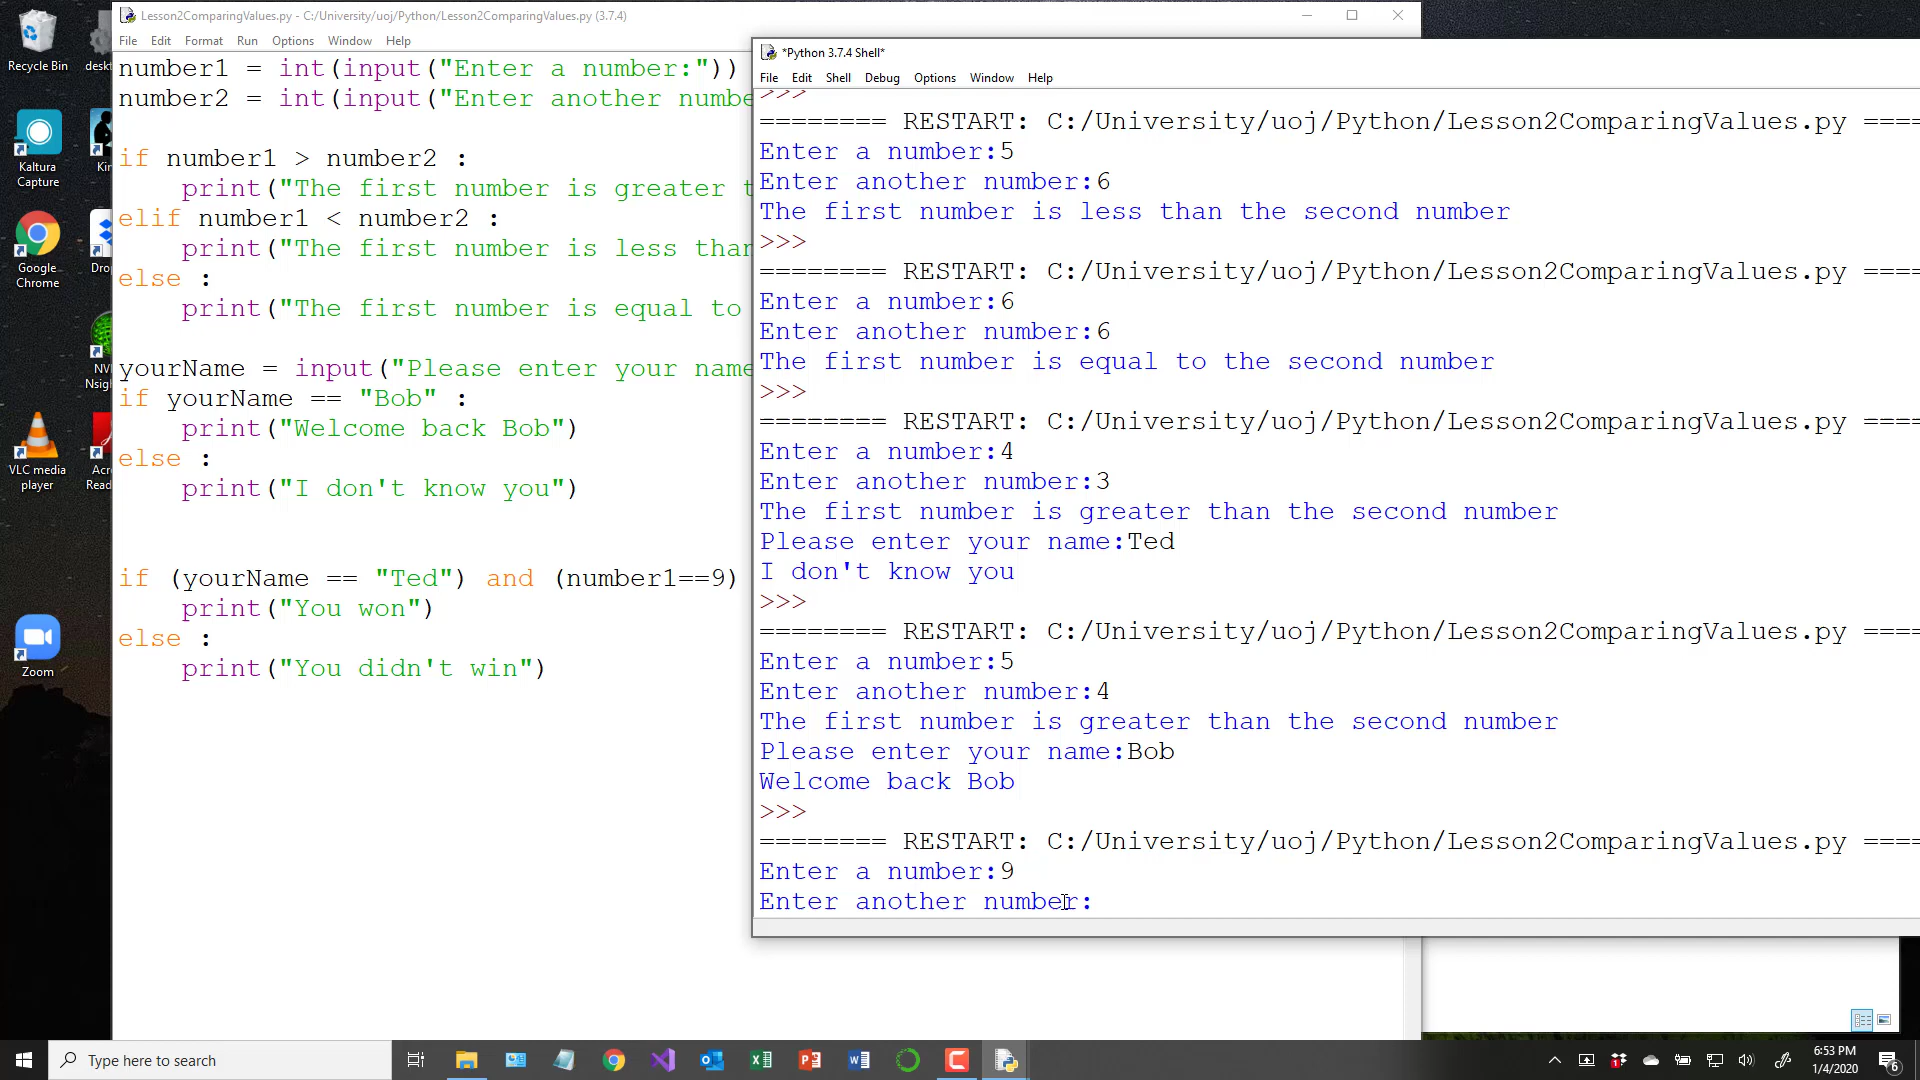 Recycle Bin
deskt
Kaltura
Capture
Kin
Google
Chrome
Drop
NVI
Nsigh
VLC media
player
Acro
Read
Zoom
Lesson2ComparingValues.py - C:/University/uoj/Python/Lesson2ComparingValues.py (3.7.4)
File Edit Format Run Options Window Help
number1 = int(input("Enter a number:"))
number2 = int(input("Enter another numbe
if number1 > number2 :
print("The first number is greater t
elif number1 < number2 :
print("The first number is less than
else :
print("The first number is equal to
yourName = input("Please enter your name
if yourName == "Bob" :
print("Welcome back Bob")
else :
print("I don't know you")
if (yourName == "Ted") and (number1==9)
print("You won")
else :
print("You didn't win")
*Python 3.7.4 Shell*
File Edit Shell Debug Options Window Help
>>>
======== RESTART: C:/University/uoj/Python/Lesson2ComparingValues.py ====
Enter a number:5
Enter another number:6
The first number is less than the second number
>>>
======== RESTART: C:/University/uoj/Python/Lesson2ComparingValues.py ====
Enter a number:6
Enter another number:6
The first number is equal to the second number
>>>
======== RESTART: C:/University/uoj/Python/Lesson2ComparingValues.py ====
Enter a number:4
Enter another number:3
The first number is greater than the second number
Please enter your name:Ted
I don't know you
>>>
======== RESTART: C:/University/uoj/Python/Lesson2ComparingValues.py ====
Enter a number:5
Enter another number:4
The first number is greater than the second number
Please enter your name:Bob
Welcome back Bob
>>>
======== RESTART: C:/University/uoj/Python/Lesson2ComparingValues.py ====
Enter a number:9
Enter another number:
Type here to search
6:53 PM
1/4/2020
6